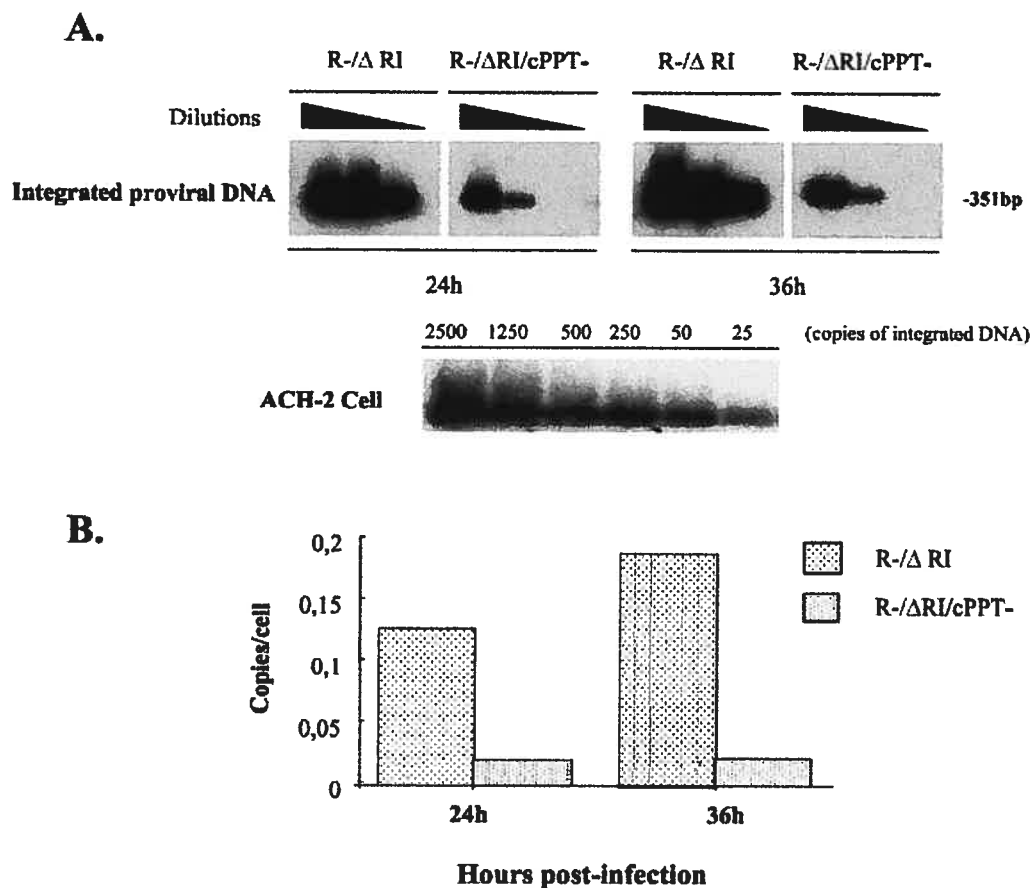 A.
R-/Δ RI R-/ΔRI/cPPT- R-/Δ RI R-/ΔRI/cPPT-
Dilutions
Integrated proviral DNA -351bp
24h 36h
2500 1250 500 250 50 25 (copies of integrated DNA)
ACH-2 Cell
B.
0,2
0,15
0,1
0,05
0
Copies/cell
R-/Δ RI
R-/ΔRI/cPPT-
24h 36h
Hours post-infection